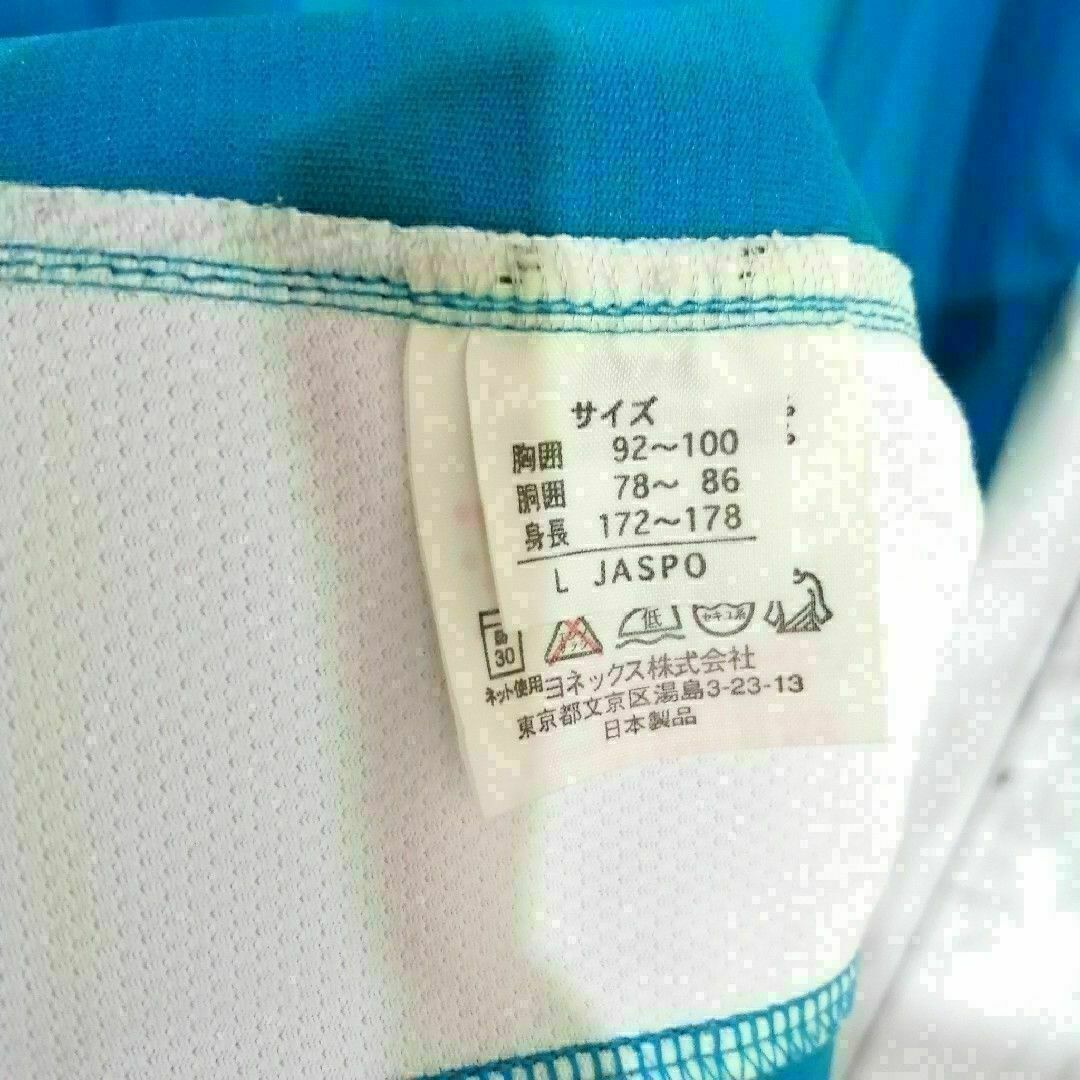 サイズ
胸囲 92～100
胴囲 78～ 86
身長 172～178
L JASPO
30
低
ネット使用
ヨネックス株式会社
東京都文京区湯島3-23-13
日本製品